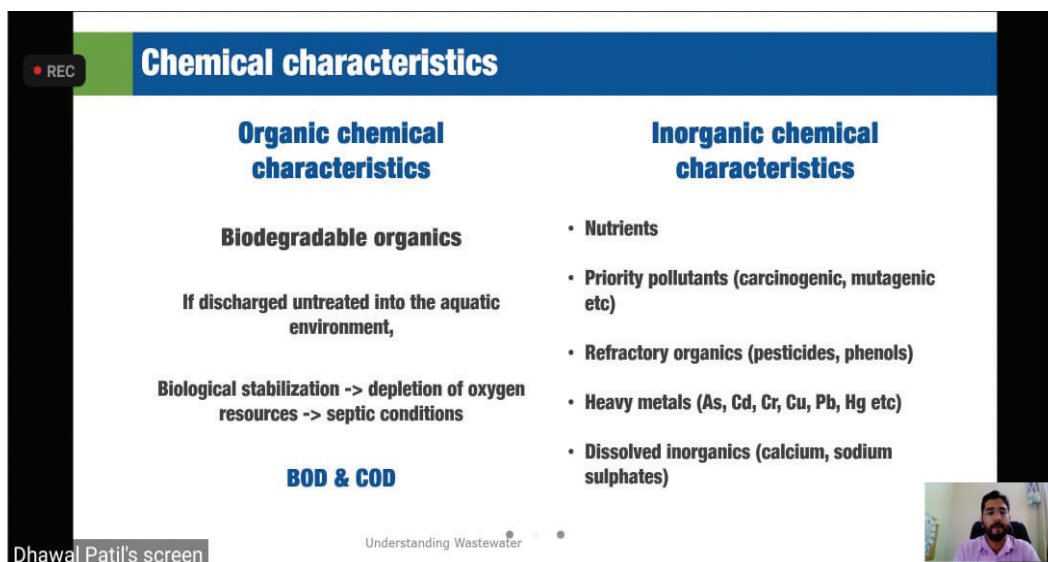 REC
Chemical characteristics
Organic chemical
characteristics
Biodegradable organics
If discharged untreated into the aquatic
environment,
Biological stabilization -> depletion of oxygen
resources -> septic conditions
BOD & COD
Inorganic chemical
characteristics
• Nutrients
• Priority pollutants (carcinogenic, mutagenic
etc)
• Refractory organics (pesticides, phenols)
• Heavy metals (As, Cd, Cr, Cu, Pb, Hg etc)
• Dissolved inorganics (calcium, sodium
sulphates)
Understanding Wastewater
Dhawal Patil's screen